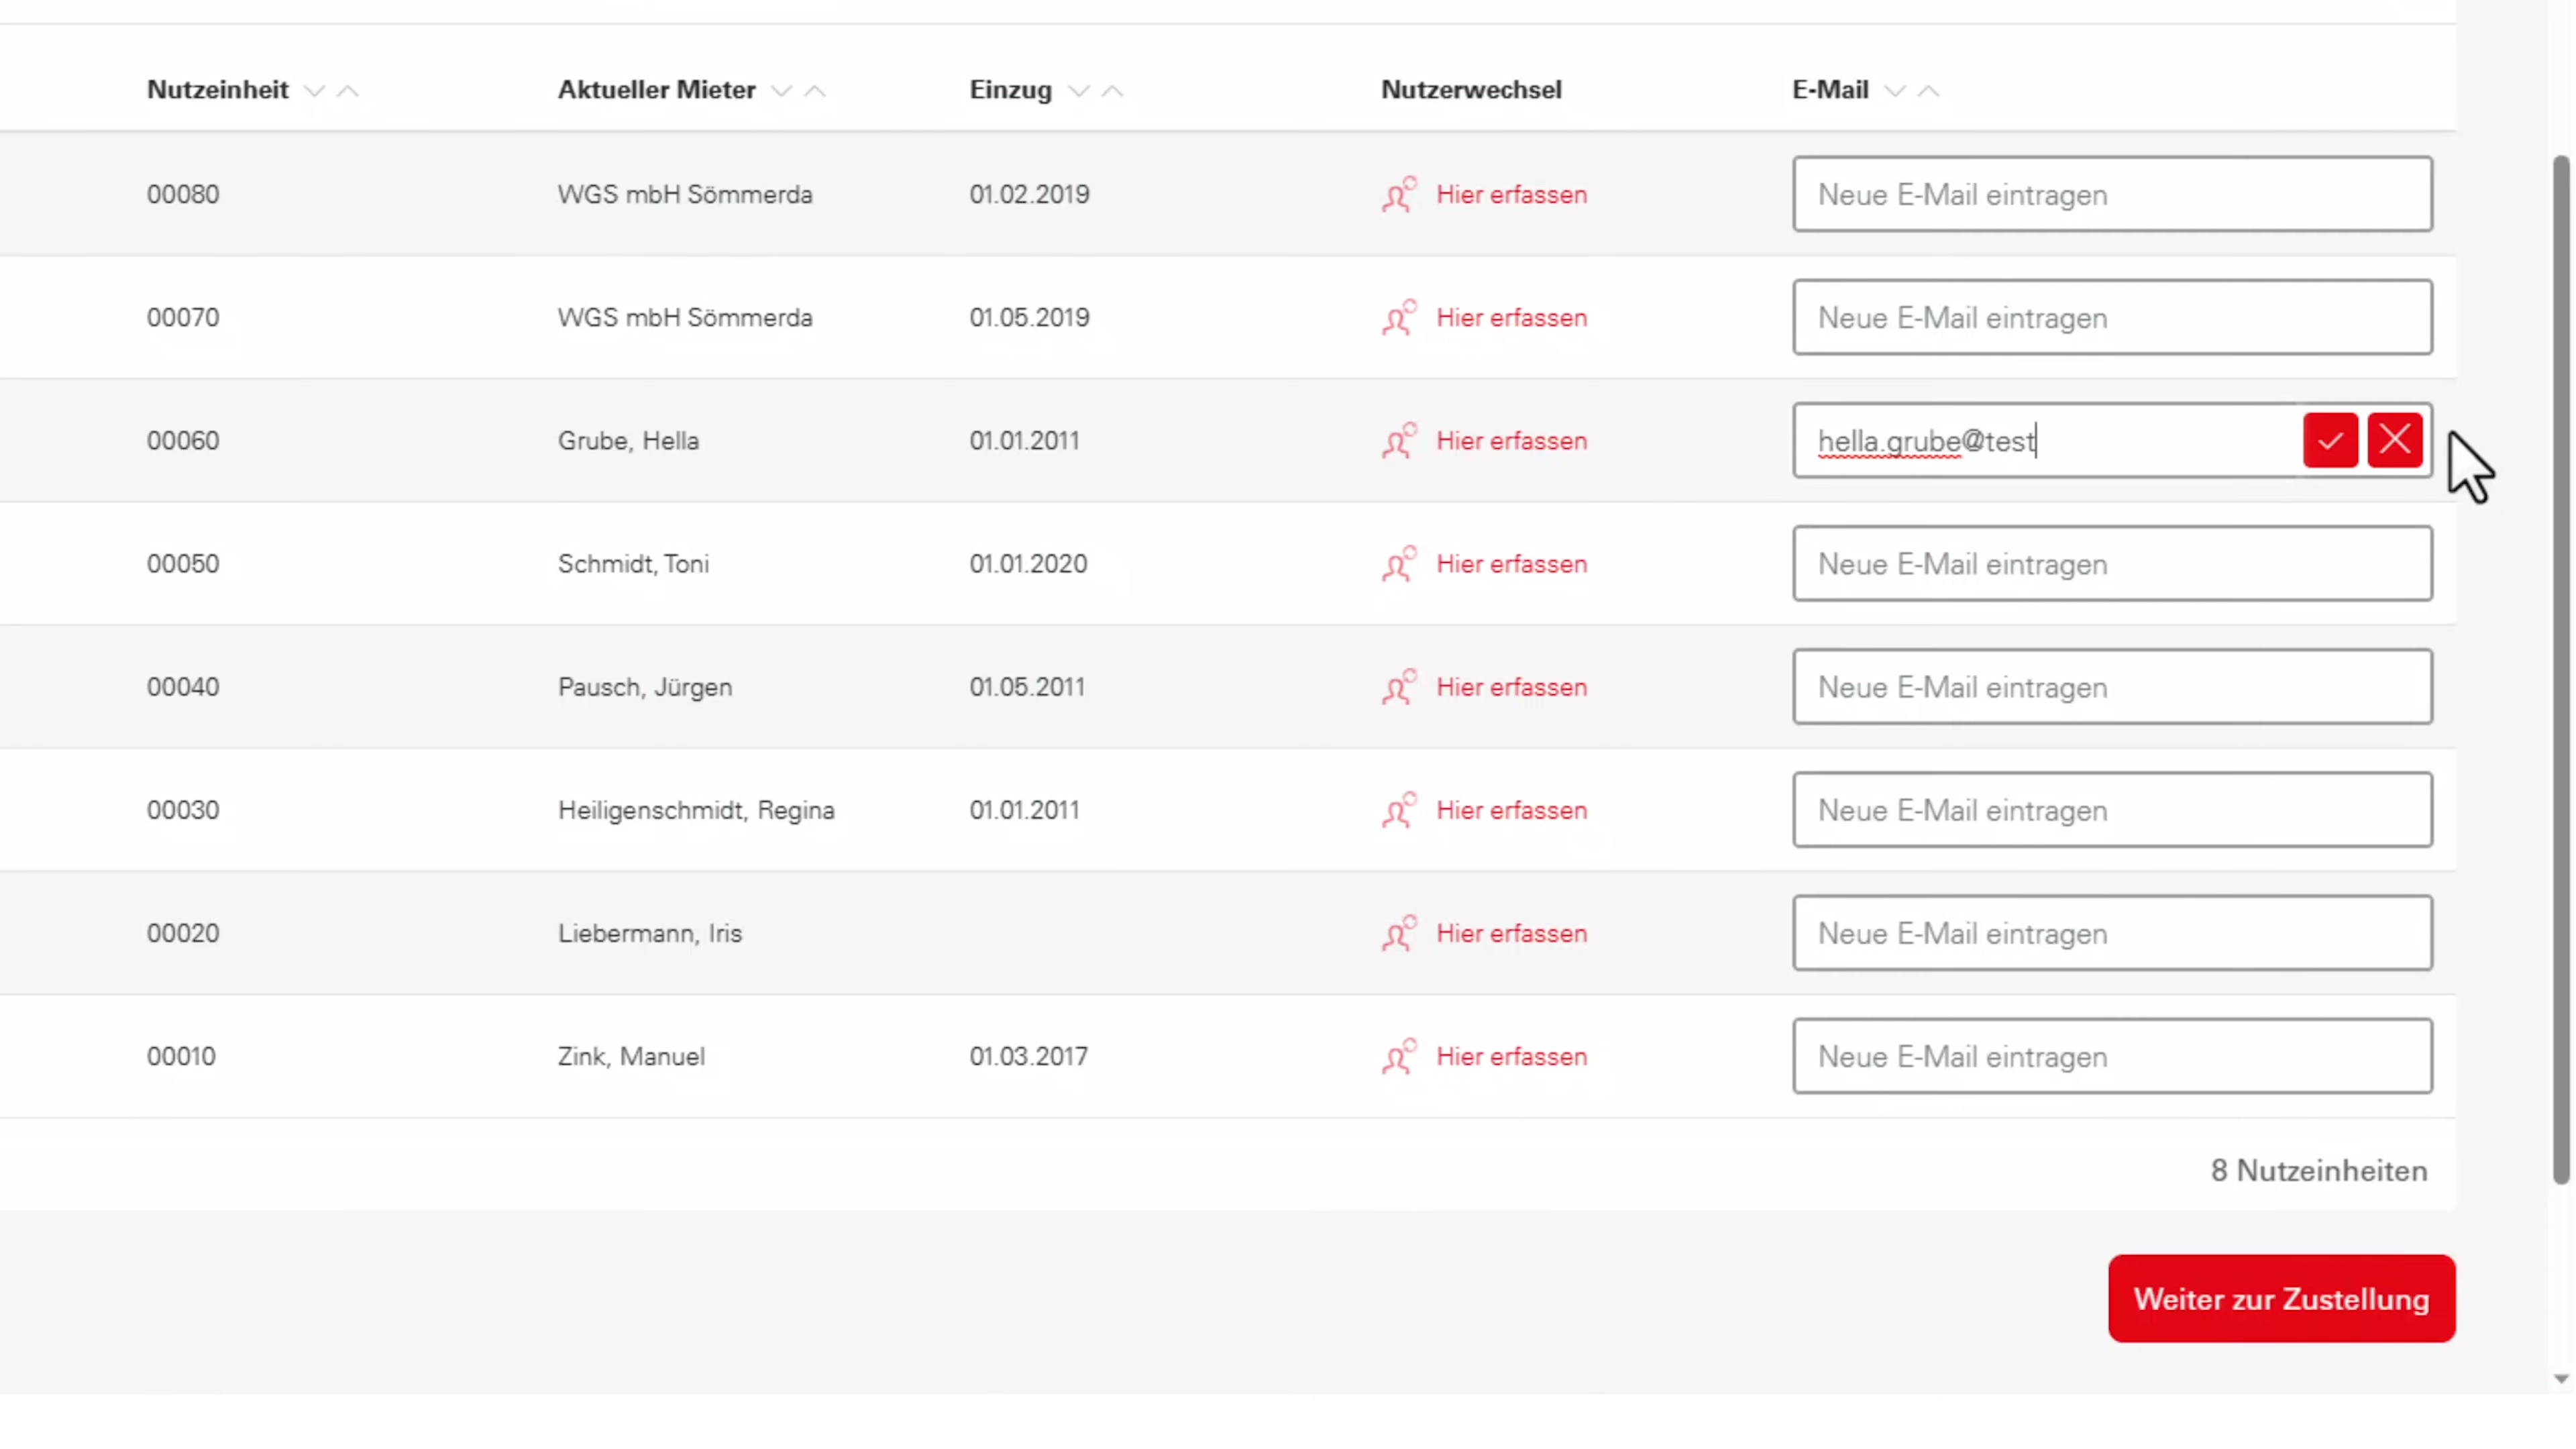 Nutzeinheit Aktueller Mieter Einzug Nutzerwechsel E-Mail
00080 WGS mbH Sömmerda 01.02.2019 Hier erfassen Neue E-Mail eintragen
00070 WGS mbH Sömmerda 01.05.2019 Hier erfassen Neue E-Mail eintragen
00060 Grube, Hella 01.01.2011 Hier erfassen hella.grube@test
00050 Schmidt, Toni 01.01.2020 Hier erfassen Neue E-Mail eintragen
00040 Pausch, Jürgen 01.05.2011 Hier erfassen Neue E-Mail eintragen
00030 Heiligenschmidt, Regina 01.01.2011 Hier erfassen Neue E-Mail eintragen
00020 Liebermann, Iris Hier erfassen Neue E-Mail eintragen
00010 Zink, Manuel 01.03.2017 Hier erfassen Neue E-Mail eintragen
8 Nutzeinheiten
Weiter zur Zustellung